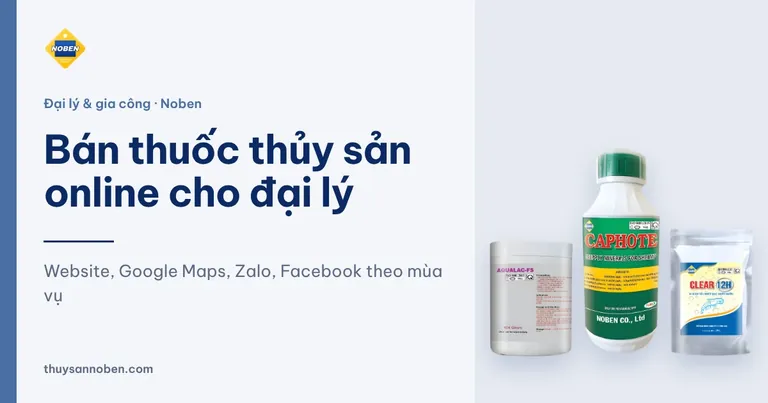 NOBEN
Đại lý & gia công · Noben
Bán thuốc thủy sản
online cho đại lý
Website, Google Maps, Zalo, Facebook theo mùa
vụ
thuysannoben.com
AQUALAC-FS
CAPHOTE
NOBEN CO., Ltd
CLEAR 12H